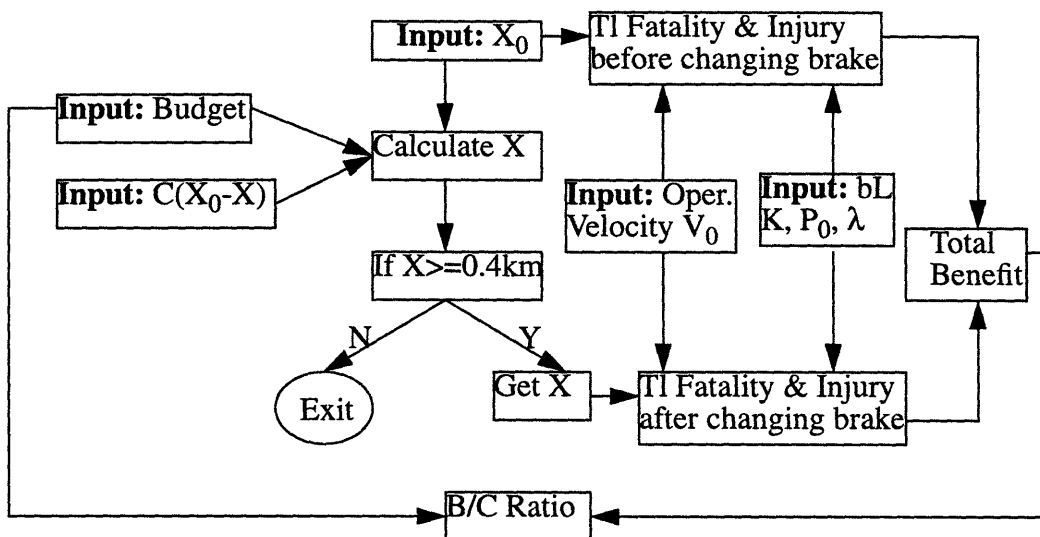 Input: X₀
Tl Fatality & Injury
before changing brake
Input: Budget
Calculate X
Input: C(X₀-X)
Input: Oper.
Velocity V₀
Input: bL
K, P₀, λ
Total
Benefit
If X>=0.4km
N
Y
Exit
Get X
Tl Fatality & Injury
after changing brake
B/C Ratio